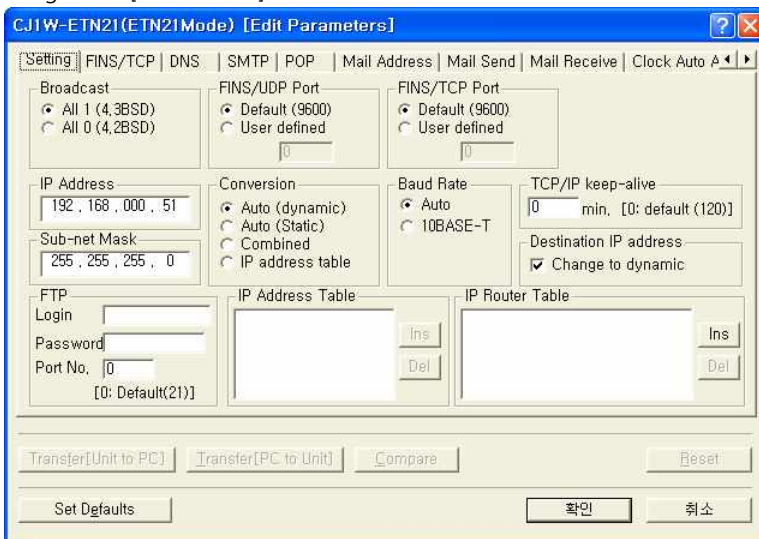 CJ1W-ETN21(ETN21Mode) [Edit Parameters]
Setting FINS/TCP DNS SMTP POP Mail Address Mail Send Mail Receive Clock Auto A
Broadcast
All 1 (4,3BSD)
All 0 (4,2BSD)
FINS/UDP Port
Default (9600)
User defined
0
FINS/TCP Port
Default (9600)
User defined
0
IP Address
192 . 168 . 000 . 51
Sub-net Mask
255 . 255 . 255 . 0
Conversion
Auto (dynamic)
Auto (Static)
Combined
IP address table
Baud Rate
Auto
10BASE-T
TCP/IP keep-alive
0 min, [0: default (120)]
Destination IP address
Change to dynamic
FTP
Login
Password
Port No, 0
[0: Default(21)]
IP Address Table
Ins
Del
IP Router Table
Ins
Del
Transfer[Unit to PC] Transfer[PC to Unit] Compare Reset
Set Defaults 확인 취소